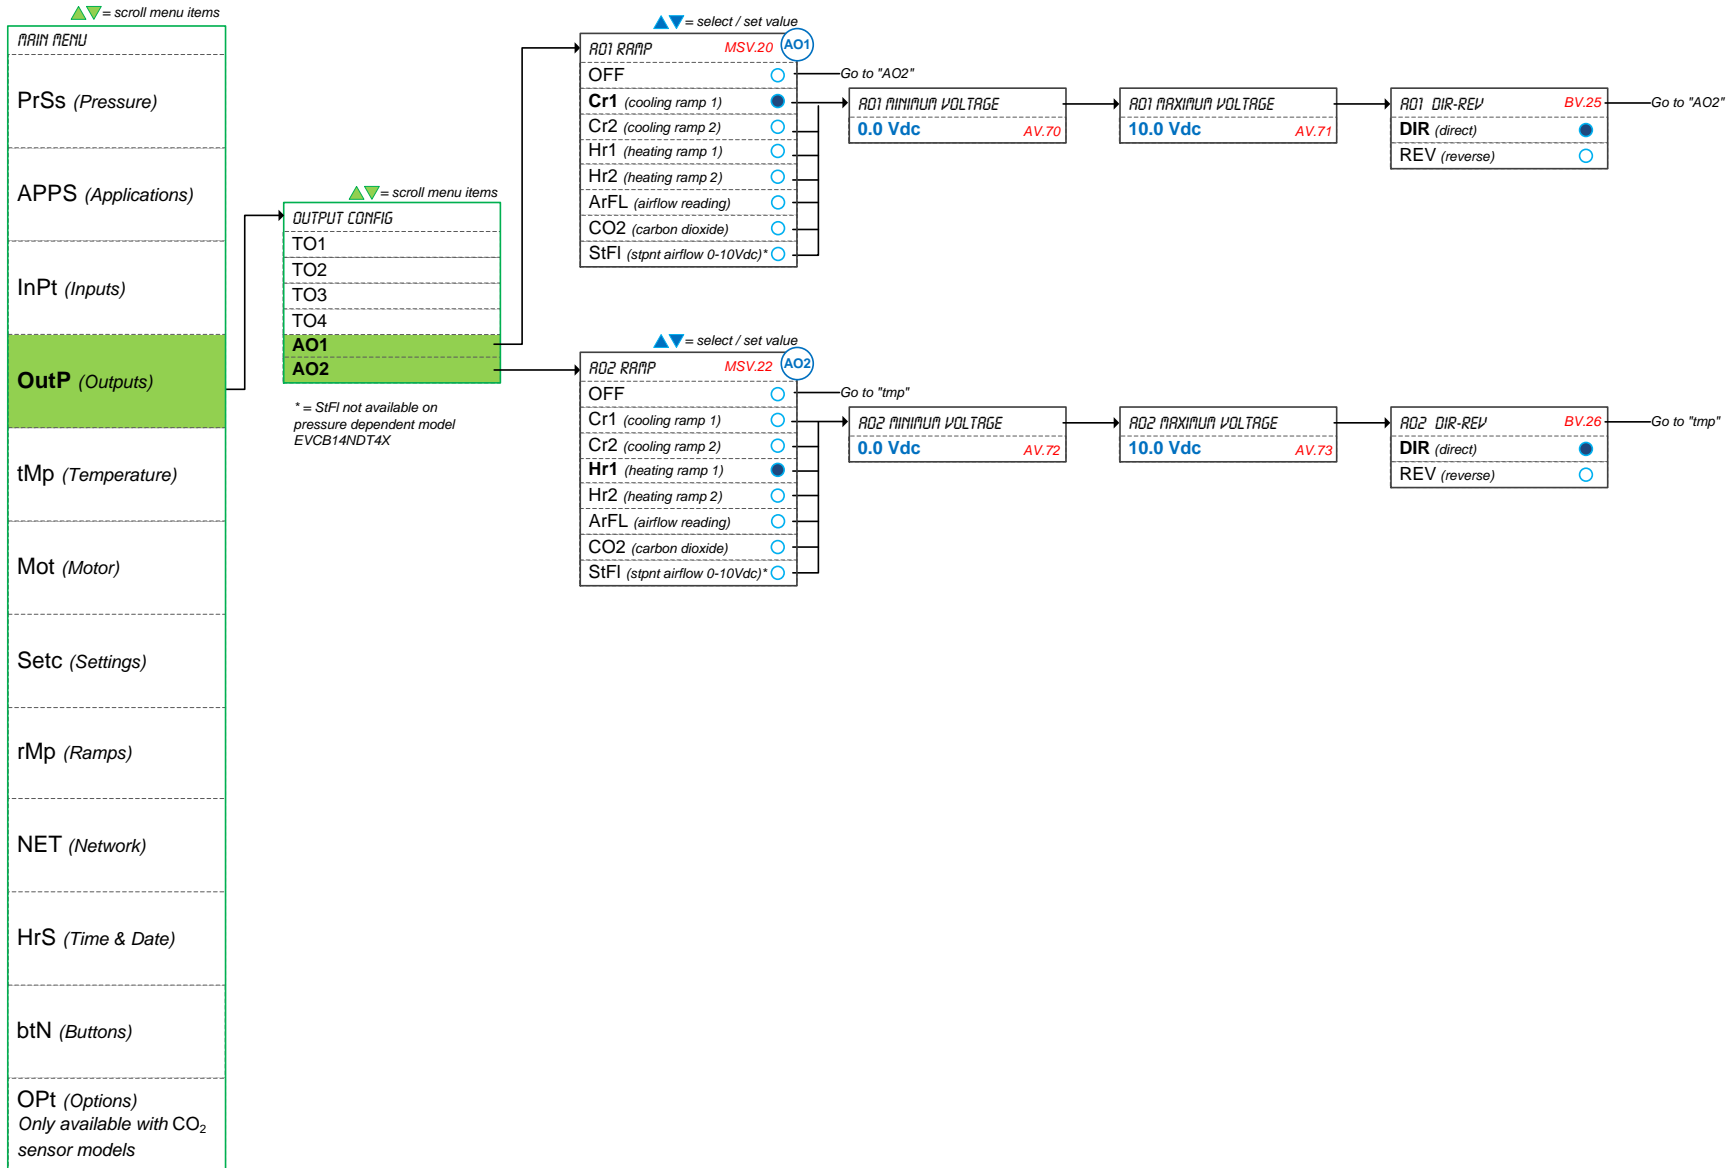 = scroll menu items
MAIN MENU
PrSs (Pressure)
APPS (Applications)
InPt (Inputs)
OutP (Outputs)
tMp (Temperature)
Mot (Motor)
Setc (Settings)
rMp (Ramps)
NET (Network)
HrS (Time & Date)
btN (Buttons)
OPt (Options)
Only available with CO₂
sensor models
= scroll menu items
OUTPUT CONFIG
TO1
TO2
TO3
TO4
AO1
AO2
* = StFl not available on
pressure dependent model
EVCB14NDT4X
= select / set value
AO1 RAMP MSV.20 AO1
OFF Go to "AO2"
Cr1 (cooling ramp 1)
Cr2 (cooling ramp 2)
Hr1 (heating ramp 1)
Hr2 (heating ramp 2)
ArFL (airflow reading)
CO2 (carbon dioxide)
StFl (stpnt airflow 0-10Vdc)*
AO1 MINIMUM VOLTAGE
0.0 Vdc AV.70
AO1 MAXIMUM VOLTAGE
10.0 Vdc AV.71
AO1 DIR-REV BV.25 Go to "AO2"
DIR (direct)
REV (reverse)
= select / set value
AO2 RAMP MSV.22 AO2
OFF Go to "tmp"
Cr1 (cooling ramp 1)
Cr2 (cooling ramp 2)
Hr1 (heating ramp 1)
Hr2 (heating ramp 2)
ArFL (airflow reading)
CO2 (carbon dioxide)
StFl (stpnt airflow 0-10Vdc)*
AO2 MINIMUM VOLTAGE
0.0 Vdc AV.72
AO2 MAXIMUM VOLTAGE
10.0 Vdc AV.73
AO2 DIR-REV BV.26 Go to "tmp"
DIR (direct)
REV (reverse)